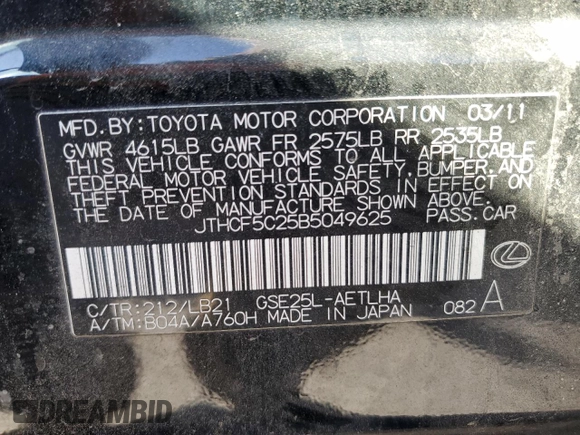 MFD.BY:TOYOTA MOTOR CORPORATION 03/11
GVWR 4615LB GAWR FR 2575LB RR 2535LB
THIS VEHICLE CONFORMS TO ALL APPLICABLE
FEDERAL MOTOR VEHICLE SAFETY,BUMPER,AND
THEFT PREVENTION STANDARDS IN EFFECT ON
THE DATE OF MANUFACTURE SHOWN ABOVE.
JTHCF5C25B5049625 PASS.CAR
C/TR:212/LB21 GSE25L-AETLHA
A/TM:B04A/A760H MADE IN JAPAN 082 A
DREAMBID